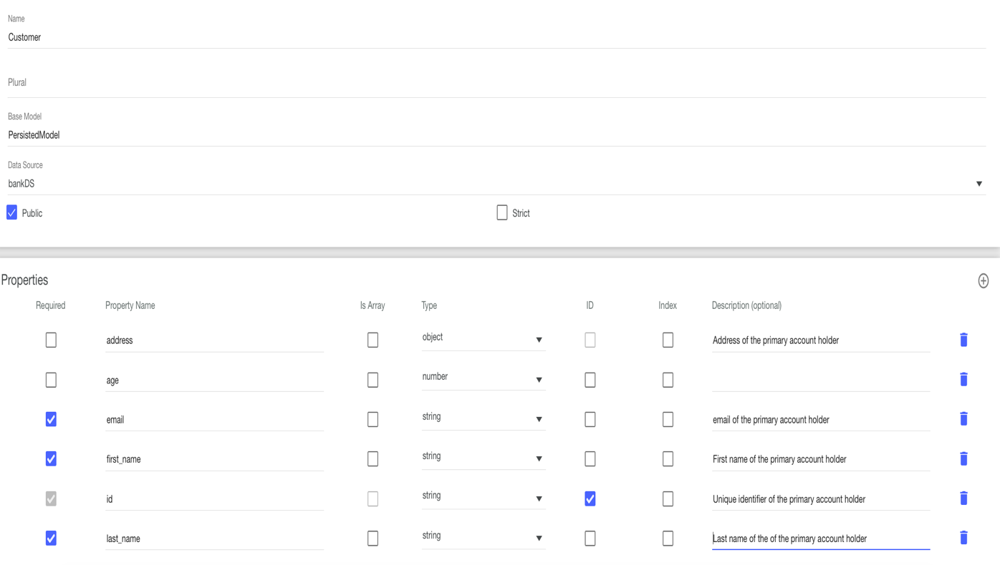 Name
Customer
Plural
Base Model
PersistedModel
Data Source
bankDS
Public Strict
Properties
Required Property Name Is Array Type ID Index Description (optional)
address object Address of the primary account holder
age number
email string email of the primary account holder
first_name string First name of the primary account holder
id string Unique identifier of the primary account holder
last_name string Last name of the of the primary account holder